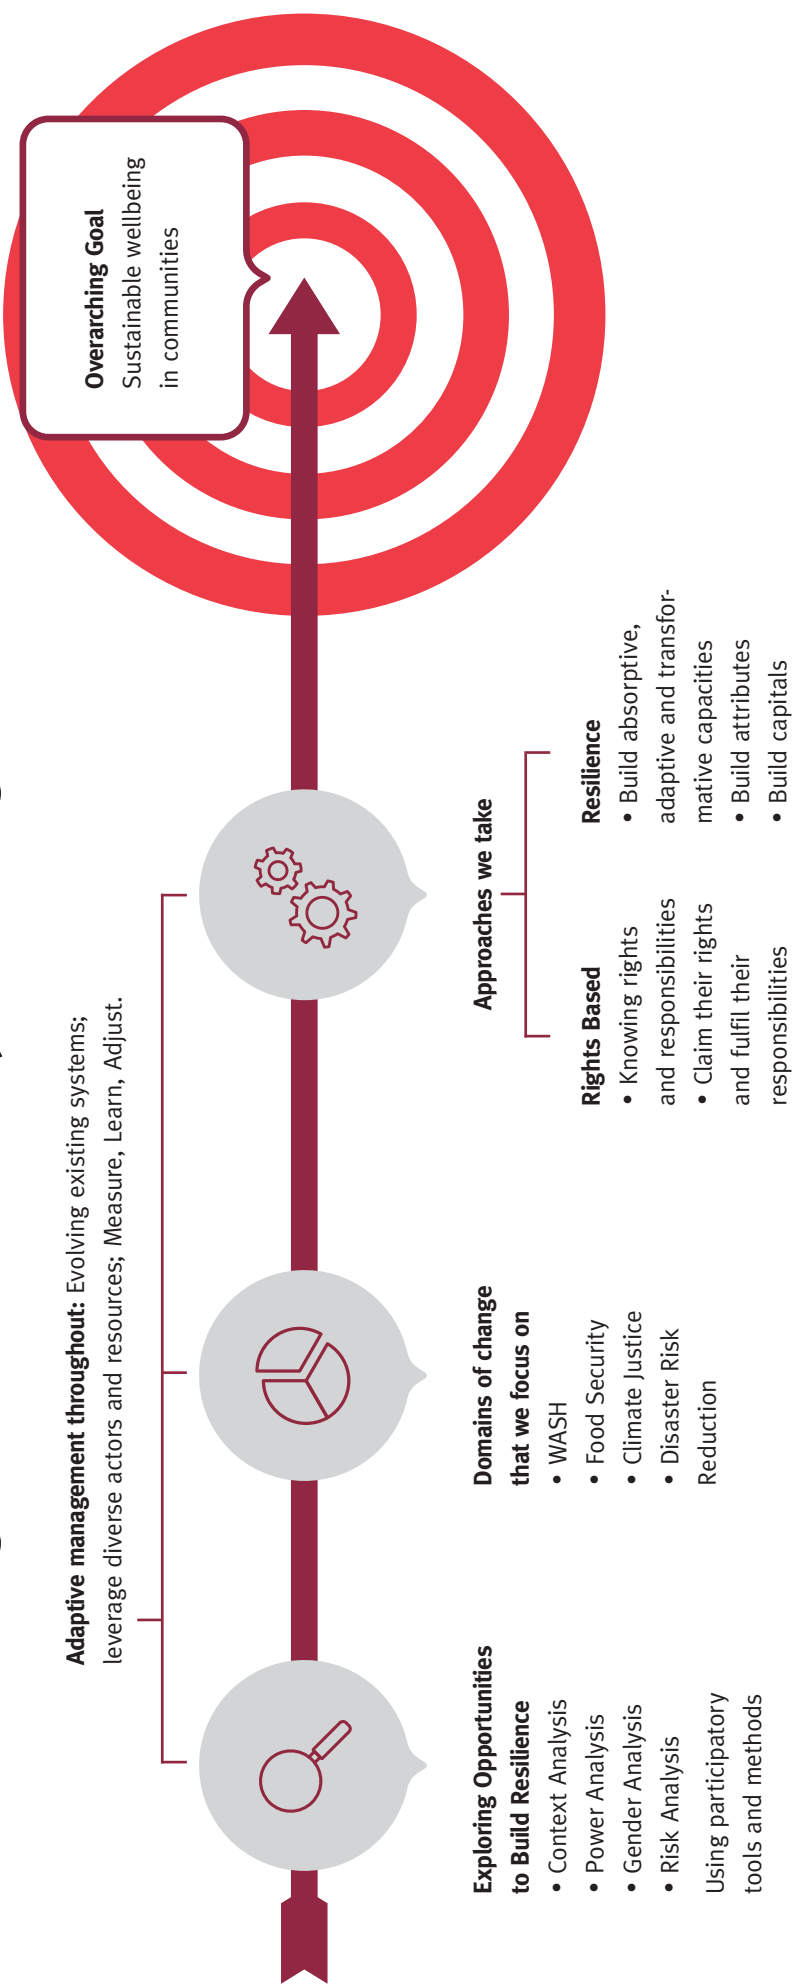 Adaptive management throughout: Evolving existing systems;
leverage diverse actors and resources; Measure, Learn, Adjust.
Overarching Goal
Sustainable wellbeing
in communities
Exploring Opportunities
to Build Resilience
• Context Analysis
• Power Analysis
• Gender Analysis
• Risk Analysis
Using participatory
tools and methods
Domains of change
that we focus on
• WASH
• Food Security
• Climate Justice
• Disaster Risk
Reduction
Approaches we take
Rights Based
• Knowing rights
and responsibilities
• Claim their rights
and fulfil their
responsibilities
Resilience
• Build absorptive,
adaptive and transfor-
mative capacities
• Build attributes
• Build capitals